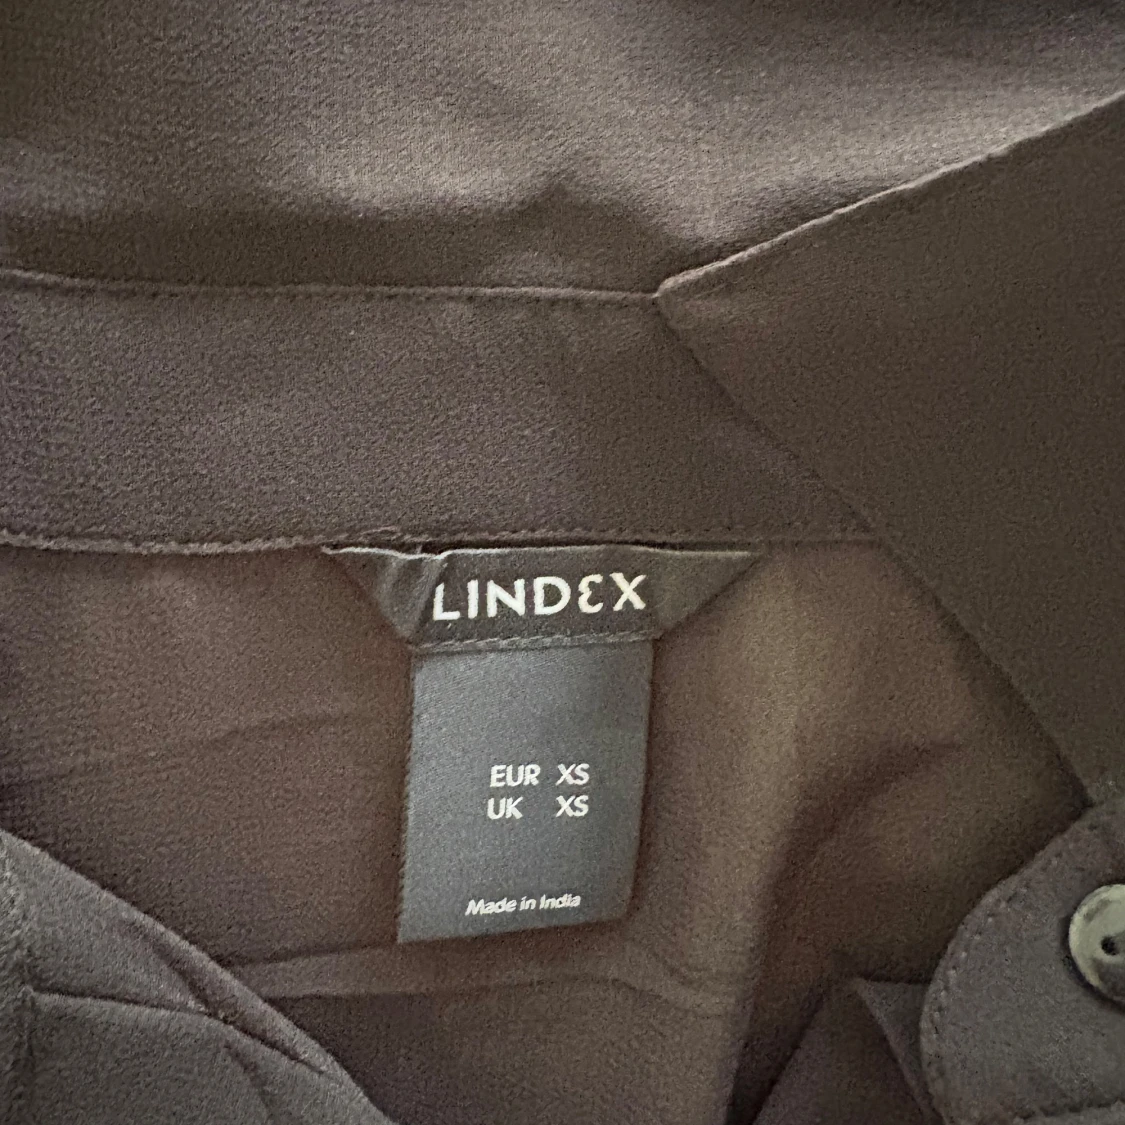 LINDEX
EUR XS
UK XS
Made in India